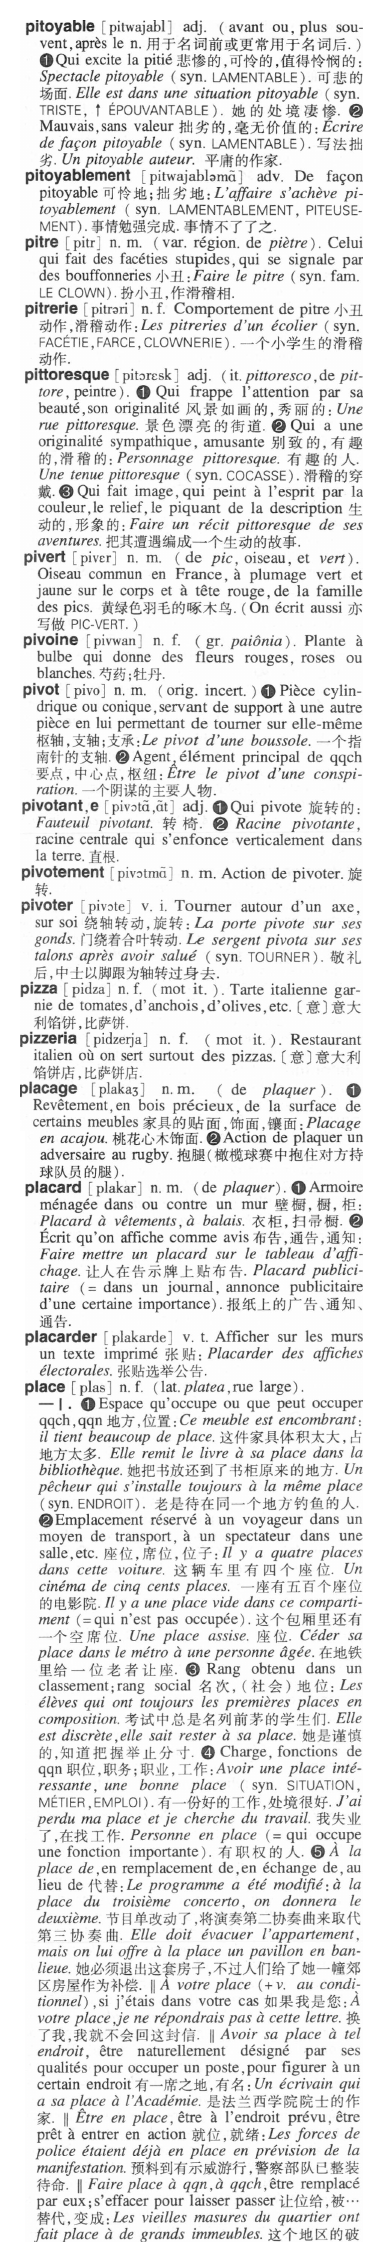 pitoyable [pitwajabl] adj. (avant ou, plus sou-
vent, après le n. 用于名词前或更常用于名词后.)
❶ Qui excite la pitié 悲惨的,可怜的,值得怜悯的:
Spectacle pitoyable (syn. LAMENTABLE). 可悲的
场面. Elle est dans une situation pitoyable (syn.
TRISTE, ↑ ÉPOUVANTABLE). 她的处境凄惨. ❷
Mauvais, sans valeur 拙劣的,毫无价值的: Écrire
de façon pitoyable (syn. LAMENTABLE). 写法拙
劣. Un pitoyable auteur. 平庸的作家.
pitoyablement [pitwajabləmɑ̃] adv. De façon
pitoyable 可怜地;拙劣地: L'affaire s'achève pi-
toyablement (syn. LAMENTABLEMENT, PITEUSE-
MENT). 事情勉强完成. 事情不了了之.
pitre [pitr] n. m. (var. région. de piètre). Celui
qui fait des facéties stupides, qui se signale par
des bouffonneries 小丑: Faire le pitre (syn. fam.
LE CLOWN). 扮小丑,作滑稽相.
pitrerie [pitrəri] n. f. Comportement de pitre 小丑
动作,滑稽动作: Les pitreries d'un écolier (syn.
FACÉTIE, FARCE, CLOWNERIE). 一个小学生的滑稽
动作.
pittoresque [pitɔrɛsk] adj. (it. pittoresco, de pit-
tore, peintre). ❶ Qui frappe l'attention par sa
beauté, son originalité 风景如画的,秀丽的: Une
rue pittoresque. 景色漂亮的街道. ❷ Qui a une
originalité sympathique, amusante 别致的,有趣
的,滑稽的: Personnage pittoresque. 有趣的人.
Une tenue pittoresque (syn. COCASSE). 滑稽的穿
戴. ❸ Qui fait image, qui peint à l'esprit par la
couleur, le relief, le piquant de la description 生
动的,形象的: Faire un récit pittoresque de ses
aventures. 把其遭遇编成一个生动的故事.
pivert [pivɛr] n. m. (de pic, oiseau, et vert).
Oiseau commun en France, à plumage vert et
jaune sur le corps et à tête rouge, de la famille
des pics. 黄绿色羽毛的啄木鸟. (On écrit aussi 亦
写做 PIC-VERT.)
pivoine [pivwan] n. f. (gr. paiônia). Plante à
bulbe qui donne des fleurs rouges, roses ou
blanches. 芍药;牡丹.
pivot [pivo] n. m. (orig. incert.) ❶ Pièce cylin-
drique ou conique, servant de support à une autre
pièce en lui permettant de tourner sur elle-même
枢轴,支轴;支承: Le pivot d'une boussole. 一个指
南针的支轴. ❷ Agent, élément principal de qqch
要点,中心点,枢纽: Être le pivot d'une conspi-
ration. 一个阴谋的主要人物.
pivotant, e [pivɔtɑ̃, ɑ̃t] adj. ❶ Qui pivote 旋转的:
Fauteuil pivotant. 转椅. ❷ Racine pivotante,
racine centrale qui s'enfonce verticalement dans
la terre. 直根.
pivotement [pivɔtmɑ̃] n. m. Action de pivoter. 旋
转.
pivoter [pivɔte] v. i. Tourner autour d'un axe,
sur soi 绕轴转动,旋转: La porte pivote sur ses
gonds. 门绕着合叶转动. Le sergent pivota sur ses
talons après avoir salué (syn. TOURNER). 敬礼
后,中士以脚跟为轴转过身去.
pizza [pidza] n. f. (mot it.). Tarte italienne gar-
nie de tomates, d'anchois, d'olives, etc. [意]意大
利馅饼,比萨饼.
pizzeria [pidzerja] n. f. (mot it.). Restaurant
italien où on sert surtout des pizzas. [意]意大利
馅饼店,比萨饼店.
placage [plakaʒ] n. m. (de plaquer). ❶
Revêtement, en bois précieux, de la surface de
certains meubles 家具的贴面,饰面,镶面: Placage
en acajou. 桃花心木饰面. ❷ Action de plaquer un
adversaire au rugby. 抱腿(橄榄球赛中抱住对方持
球队员的腿).
placard [plakar] n. m. (de plaquer). ❶ Armoire
ménagée dans ou contre un mur 壁橱,橱,柜:
Placard à vêtements, à balais. 衣柜,扫帚橱. ❷
Écrit qu'on affiche comme avis 布告,通告,通知:
Faire mettre un placard sur le tableau d'affi-
chage. 让人在告示牌上贴布告. Placard publici-
taire (= dans un journal, annonce publicitaire
d'une certaine importance). 报纸上的广告、通知、
通告.
placarder [plakarde] v. t. Afficher sur les murs
un texte imprimé 张贴: Placarder des affiches
électorales. 张贴选举公告.
place [plas] n. f. (lat. platea, rue large).
— I. ❶ Espace qu'occupe ou que peut occuper
qqch, qqn 地方,位置: Ce meuble est encombrant:
il tient beaucoup de place. 这件家具体积太大,占
地方太多. Elle remit le livre à sa place dans la
bibliothèque. 她把书放还到了书柜原来的地方. Un
pêcheur qui s'installe toujours à la même place
(syn. ENDROIT). 老是待在同一个地方钓鱼的人.
❷ Emplacement réservé à un voyageur dans un
moyen de transport, à un spectateur dans une
salle, etc. 座位,席位,位子: Il y a quatre places
dans cette voiture. 这辆车里有四个座位. Un
cinéma de cinq cents places. 一座有五百个座位
的电影院. Il y a une place vide dans ce comparti-
ment (= qui n'est pas occupée). 这个包厢里还有
一个空席位. Une place assise. 座位. Céder sa
place dans le métro à une personne âgée. 在地铁
里给一位老者让座. ❸ Rang obtenu dans un
classement; rang social 名次,(社会)地位: Les
élèves qui ont toujours les premières places en
composition. 考试中总是名列前茅的学生们. Elle
est discrète, elle sait rester à sa place. 她是谨慎
的,知道把握举止分寸. ❹ Charge, fonctions de
qqn 职位,职务;职业,工作: Avoir une place inté-
ressante, une bonne place (syn. SITUATION,
MÉTIER, EMPLOI). 有一份好的工作,处境很好. J'ai
perdu ma place et je cherche du travail. 我失业
了,在找工作. Personne en place (= qui occupe
une fonction importante). 有职权的人. ❺ À la
place de, en remplacement de, en échange de, au
lieu de 代替: Le programme a été modifié: à la
place du troisième concerto, on donnera le
deuxième. 节目单改动了,将演奏第二协奏曲来取代
第三协奏曲. Elle doit évacuer l'appartement,
mais on lui offre à la place un pavillon en ban-
lieue. 她必须退出这套房子,不过人们给了她一幢郊
区房屋作为补偿. ‖ À votre place (+ v. au condi-
tionnel), si j'étais dans votre cas 如果我是您: À
votre place, je ne répondrais pas à cette lettre. 换
了我,我就不会回这封信. ‖ Avoir sa place à tel
endroit, être naturellement désigné par ses
qualités pour occuper un poste, pour figurer à un
certain endroit 有一席之地,有名: Un écrivain qui
a sa place à l'Académie. 是法兰西学院院士的作
家. ‖ Être en place, être à l'endroit prévu, être
prêt à entrer en action 就位,就绪: Les forces de
police étaient déjà en place en prévision de la
manifestation. 预料到有示威游行,警察部队已整装
待命. ‖ Faire place à qqn, à qqch, être remplacé
par eux; s'effacer pour laisser passer 让位给,被…
替代,变成: Les vieilles masures du quartier ont
fait place à de grands immeubles. 这个地区的破